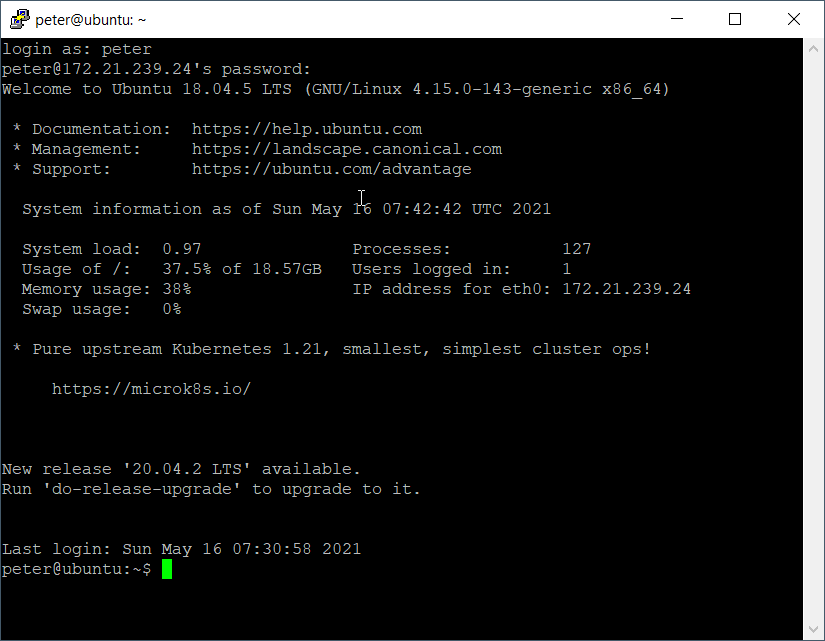 peter@ubuntu: ~
login as: peter
peter@172.21.239.24's password:
Welcome to Ubuntu 18.04.5 LTS (GNU/Linux 4.15.0-143-generic x86_64)
 * Documentation:  https://help.ubuntu.com
 * Management:     https://landscape.canonical.com
 * Support:        https://ubuntu.com/advantage
  System information as of Sun May 16 07:42:42 UTC 2021
  System load:  0.97               Processes:           127
  Usage of /:   37.5% of 18.57GB   Users logged in:     1
  Memory usage: 38%                IP address for eth0: 172.21.239.24
  Swap usage:   0%
 * Pure upstream Kubernetes 1.21, smallest, simplest cluster ops!
     https://microk8s.io/
New release '20.04.2 LTS' available.
Run 'do-release-upgrade' to upgrade to it.
Last login: Sun May 16 07:30:58 2021
peter@ubuntu:~$